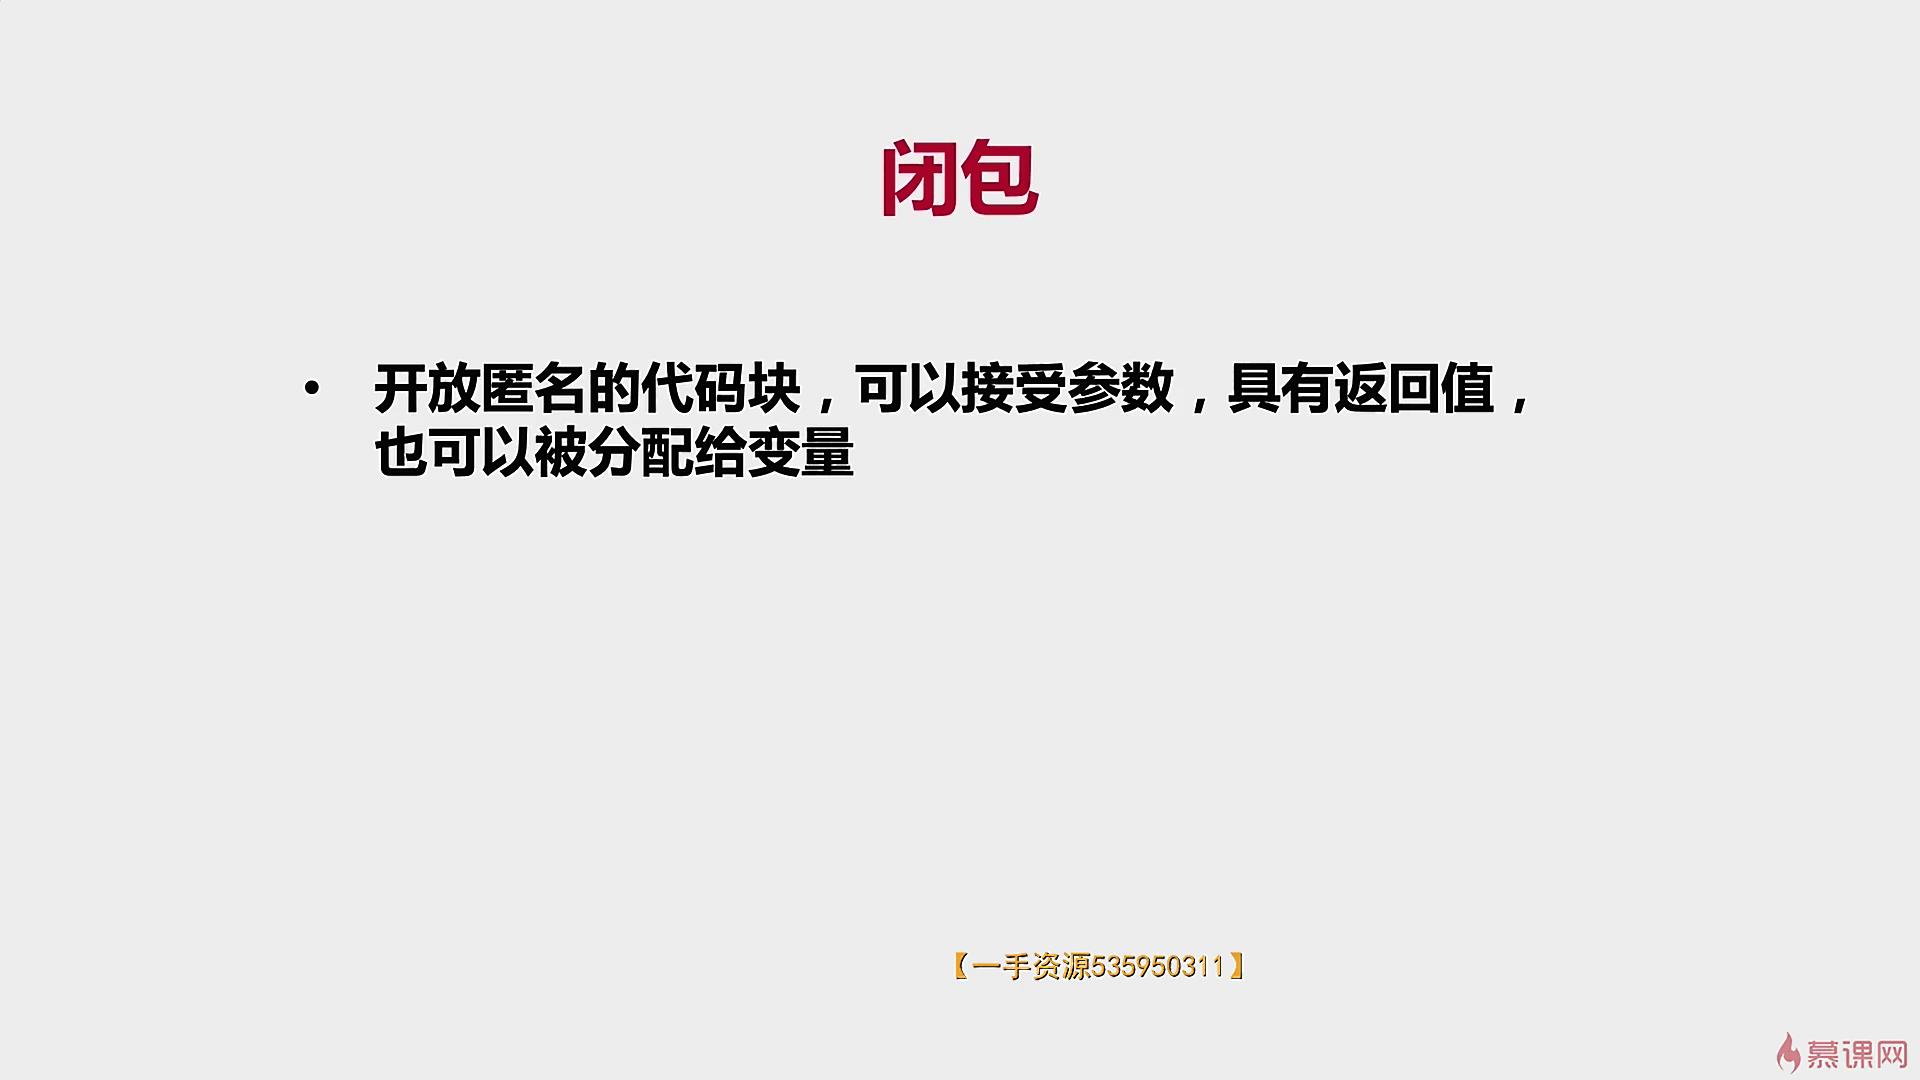 闭包
• 开放匿名的代码块，可以接受参数，具有返回值，
也可以被分配给变量
【一手资源535950311】
慕课网